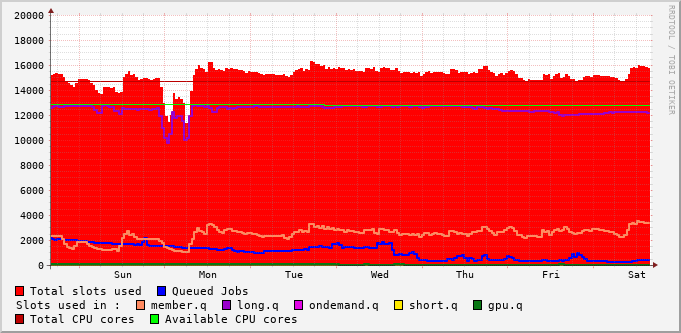 20000
18000
16000
14000
12000
10000
8000
6000
4000
2000
0
Sun Mon Tue Wed Thu Fri Sat
RRDTOOL / TOBI OETIKER
Total slots used Queued Jobs
Slots used in : member.q long.q ondemand.q short.q gpu.q
Total CPU cores Available CPU cores